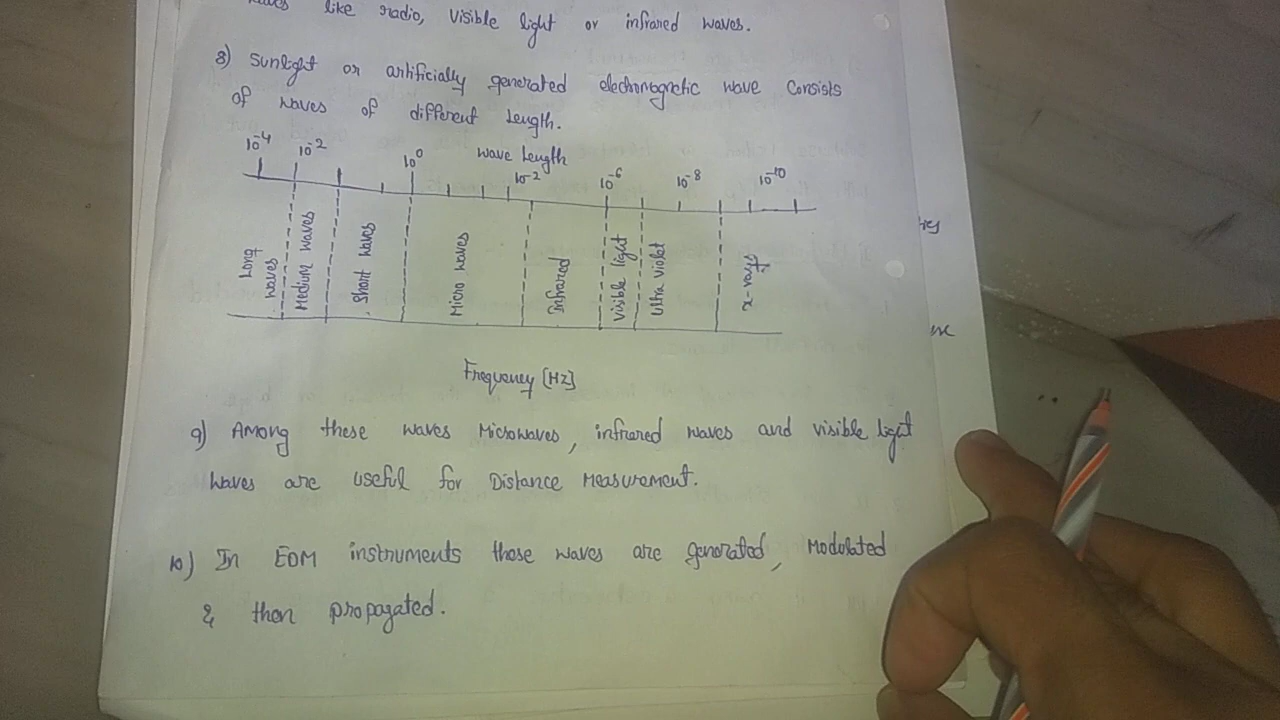 like radio, visible light or infrared waves.
8) Sunlight or artificially generated electromagnetic wave consists
of waves of different length.
10-4 10-2 100 wave length 10-2 10-6 10-8 10-10
Long waves
Medium waves
Short waves
Micro waves
Infrared
Visible light
Ultra violet
x-rays
Frequency [HZ]
9) Among these waves Microwaves, infrared waves and visible light
waves are useful for Distance Measurement.
10) In EDM instruments these waves are generated, Modulated
& then propagated.